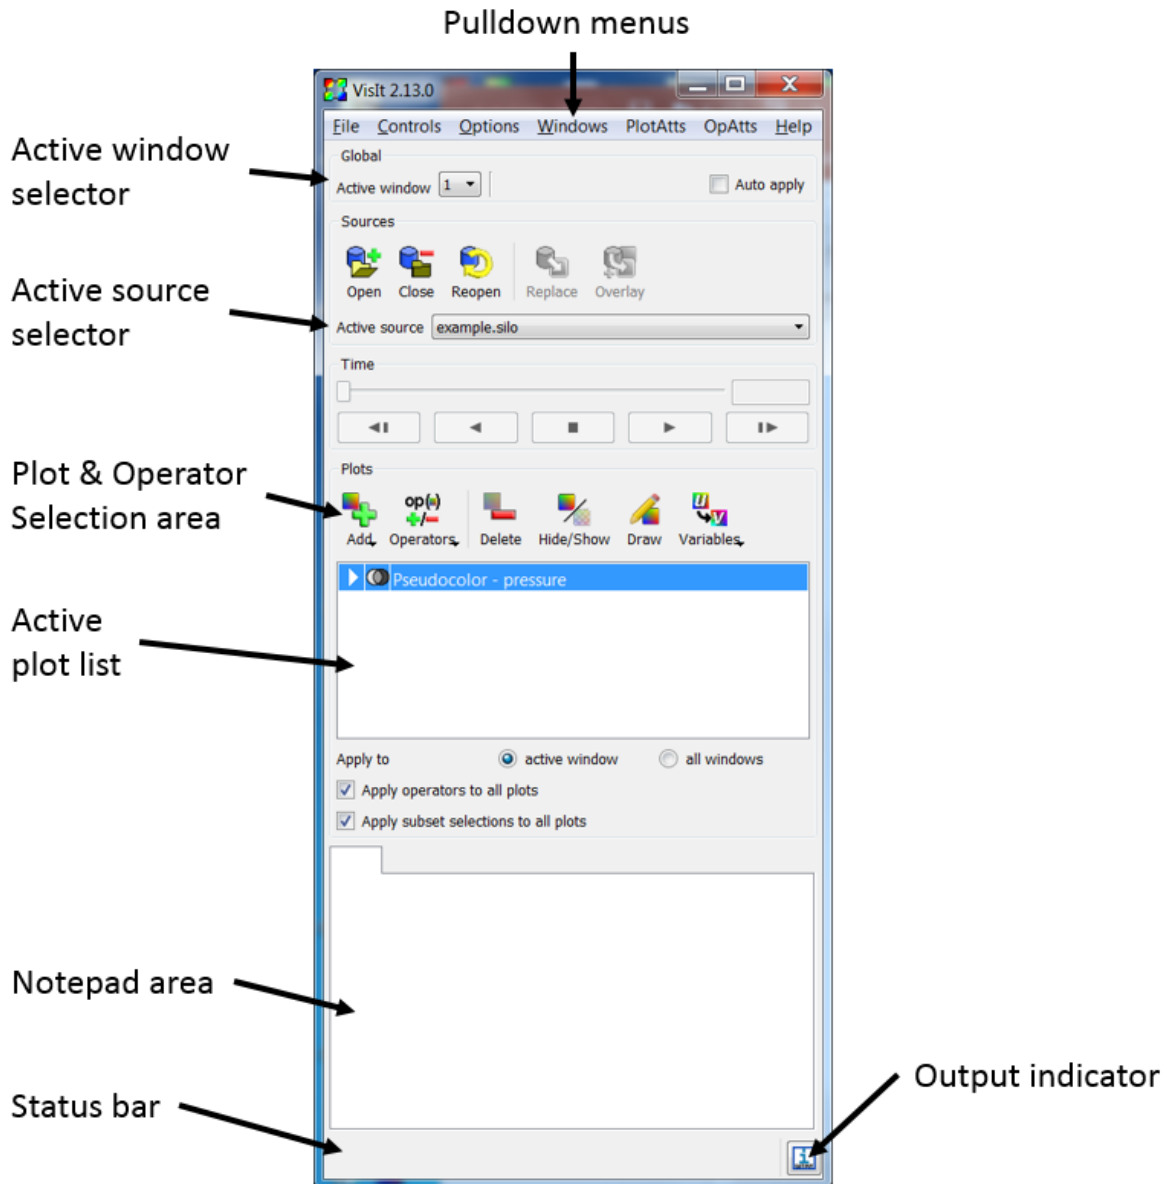 Pulldown menus
VisIt 2.13.0
File Controls Options Windows PlotAtts OpAtts Help
Active window
selector
Global
Active window 1
Auto apply
Sources
Open Close Reopen Replace Overlay
Active source
selector
Active source example.silo
Time
Plots
Plot & Operator
Selection area
op(•)
+/−
Add Operators Delete Hide/Show Draw Variables
Pseudocolor - pressure
Active
plot list
Apply to active window all windows
Apply operators to all plots
Apply subset selections to all plots
Notepad area
Status bar
Output indicator